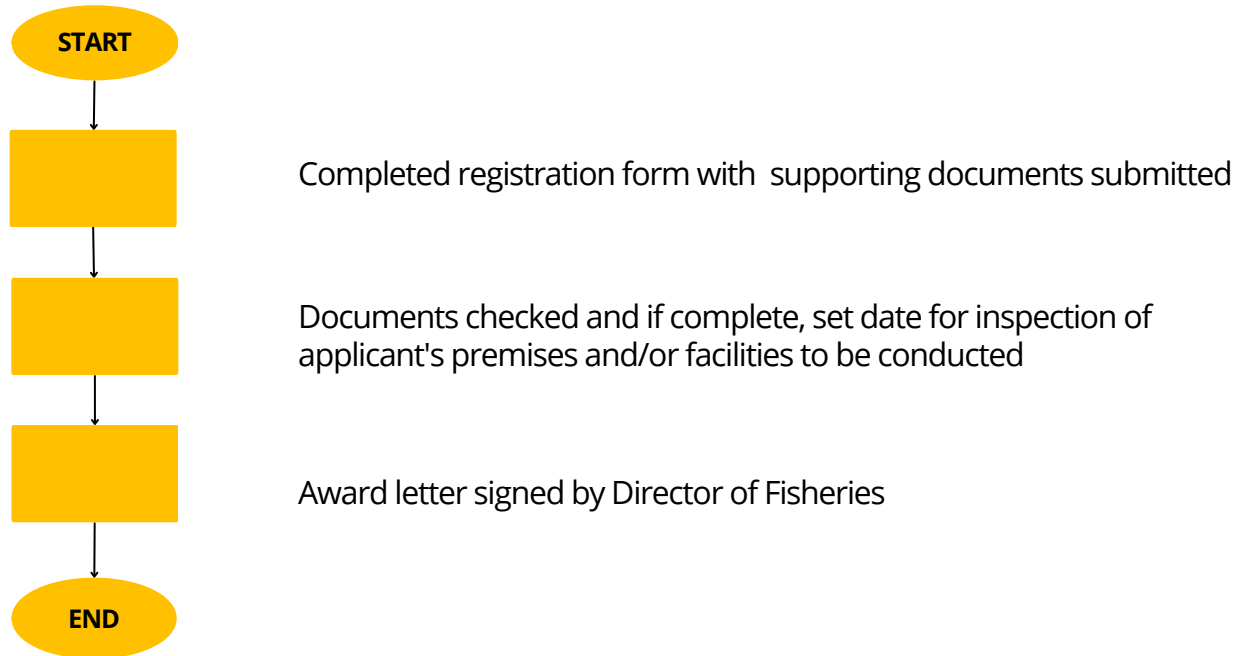 START
Completed registration form with  supporting documents submitted
Documents checked and if complete, set date for inspection of
applicant's premises and/or facilities to be conducted
Award letter signed by Director of Fisheries
END